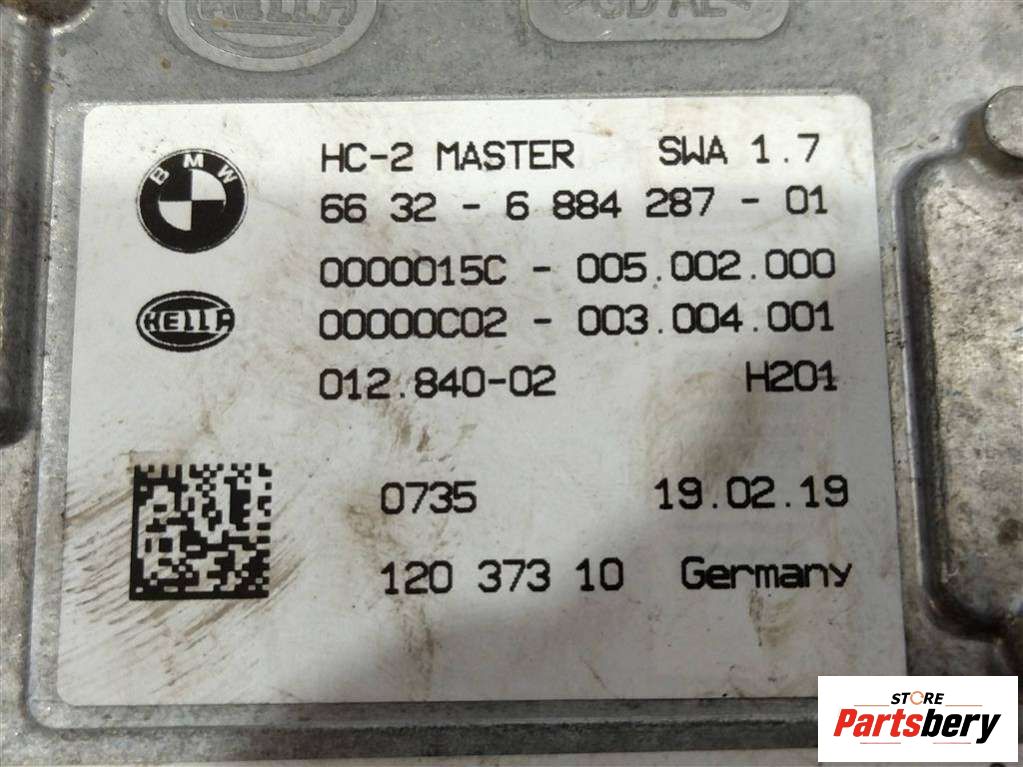 HELLA
BMW
HC-2 MASTER SWA 1.7
66 32 - 6 884 287 - 01
0000015C - 005.002.000
HELLA
00000C02 - 003.004.001
012.840-02 H201
0735 19.02.19
120 373 10 Germany
STORE
Partsbery